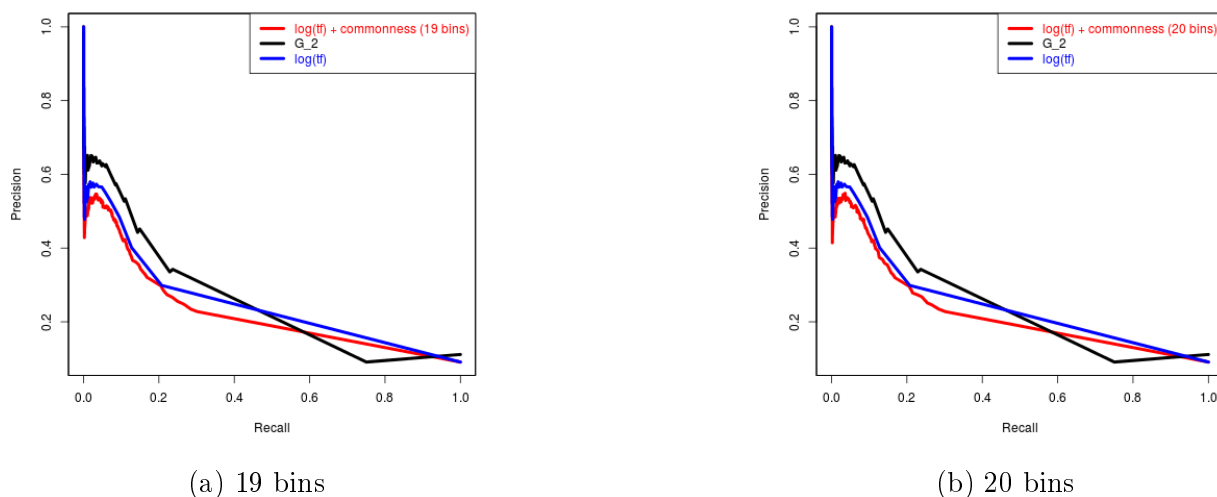 log(tf) + commonness (19 bins)
G_2
log(tf)
Precision
1.0
0.8
0.6
0.4
0.2
0.0 0.2 0.4 0.6 0.8 1.0
Recall
(a) 19 bins
log(tf) + commonness (20 bins)
G_2
log(tf)
Precision
1.0
0.8
0.6
0.4
0.2
0.0 0.2 0.4 0.6 0.8 1.0
Recall
(b) 20 bins